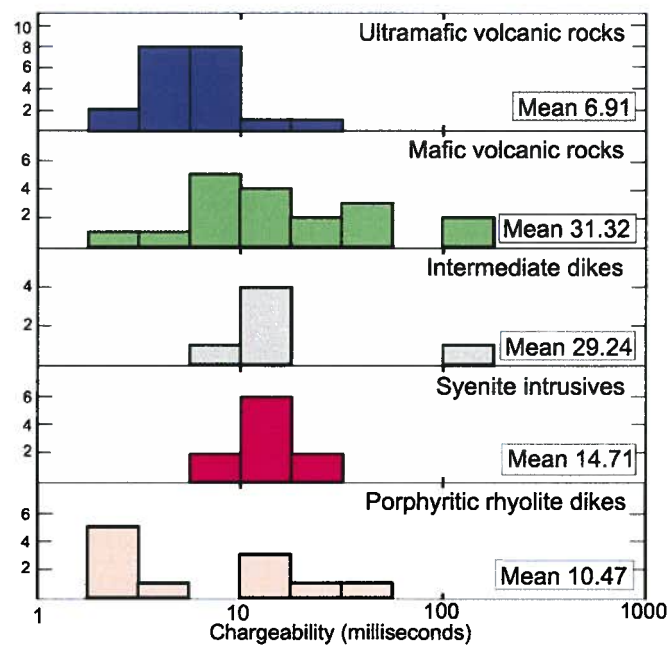 Ultramafic volcanic rocks
10
8
6
4
2
Mean 6.91
Mafic volcanic rocks
6
4
2
Mean 31.32
Intermediate dikes
4
2
Mean 29.24
Syenite intrusives
6
4
2
Mean 14.71
Porphyritic rhyolite dikes
6
4
2
Mean 10.47
1 10 100 1000
Chargeability (milliseconds)